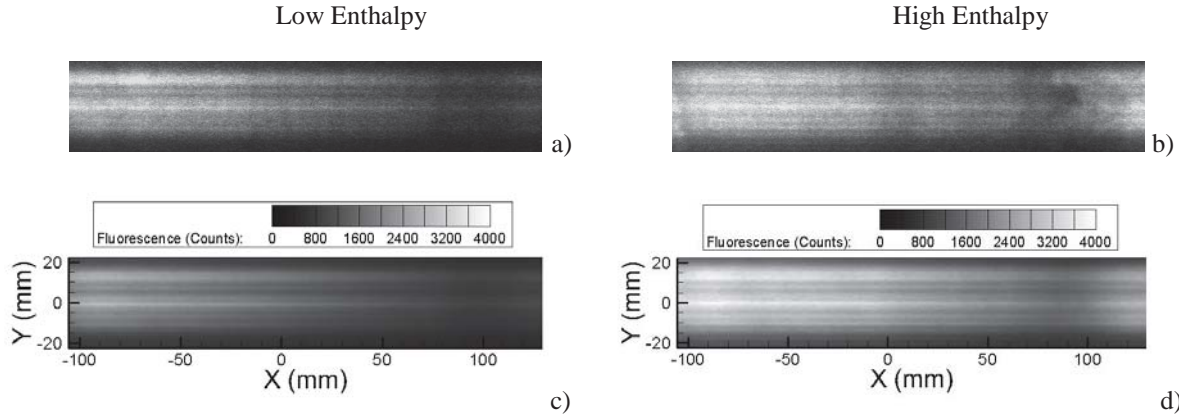 Low Enthalpy
High Enthalpy
a)
b)
Fluorescence (Counts): 0 800 1600 2400 3200 4000
Y (mm)
20
0
-20
-100 -50 0 50 100
X (mm)
c)
Fluorescence (Counts): 0 800 1600 2400 3200 4000
Y (mm)
20
0
-20
-100 -50 0 50 100
X (mm)
d)